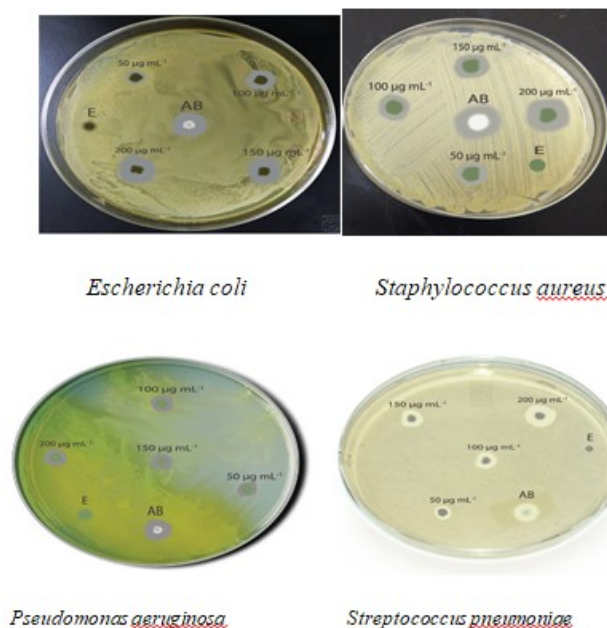 50 µg mL⁻¹
100 µg mL⁻¹
E
AB
200 µg mL⁻¹
150 µg mL⁻¹
150 µg mL⁻¹
100 µg mL⁻¹
AB
200 µg mL⁻¹
50 µg mL⁻¹
E
Escherichia coli
Staphylococcus aureus
100 µg mL⁻¹
200 µg mL⁻¹
150 µg mL⁻¹
50 µg mL⁻¹
E
AB
150 µg mL⁻¹
200 µg mL⁻¹
E
100 µg mL⁻¹
50 µg mL⁻¹
AB
Pseudomonas aeruginosa
Streptococcus pneumoniae